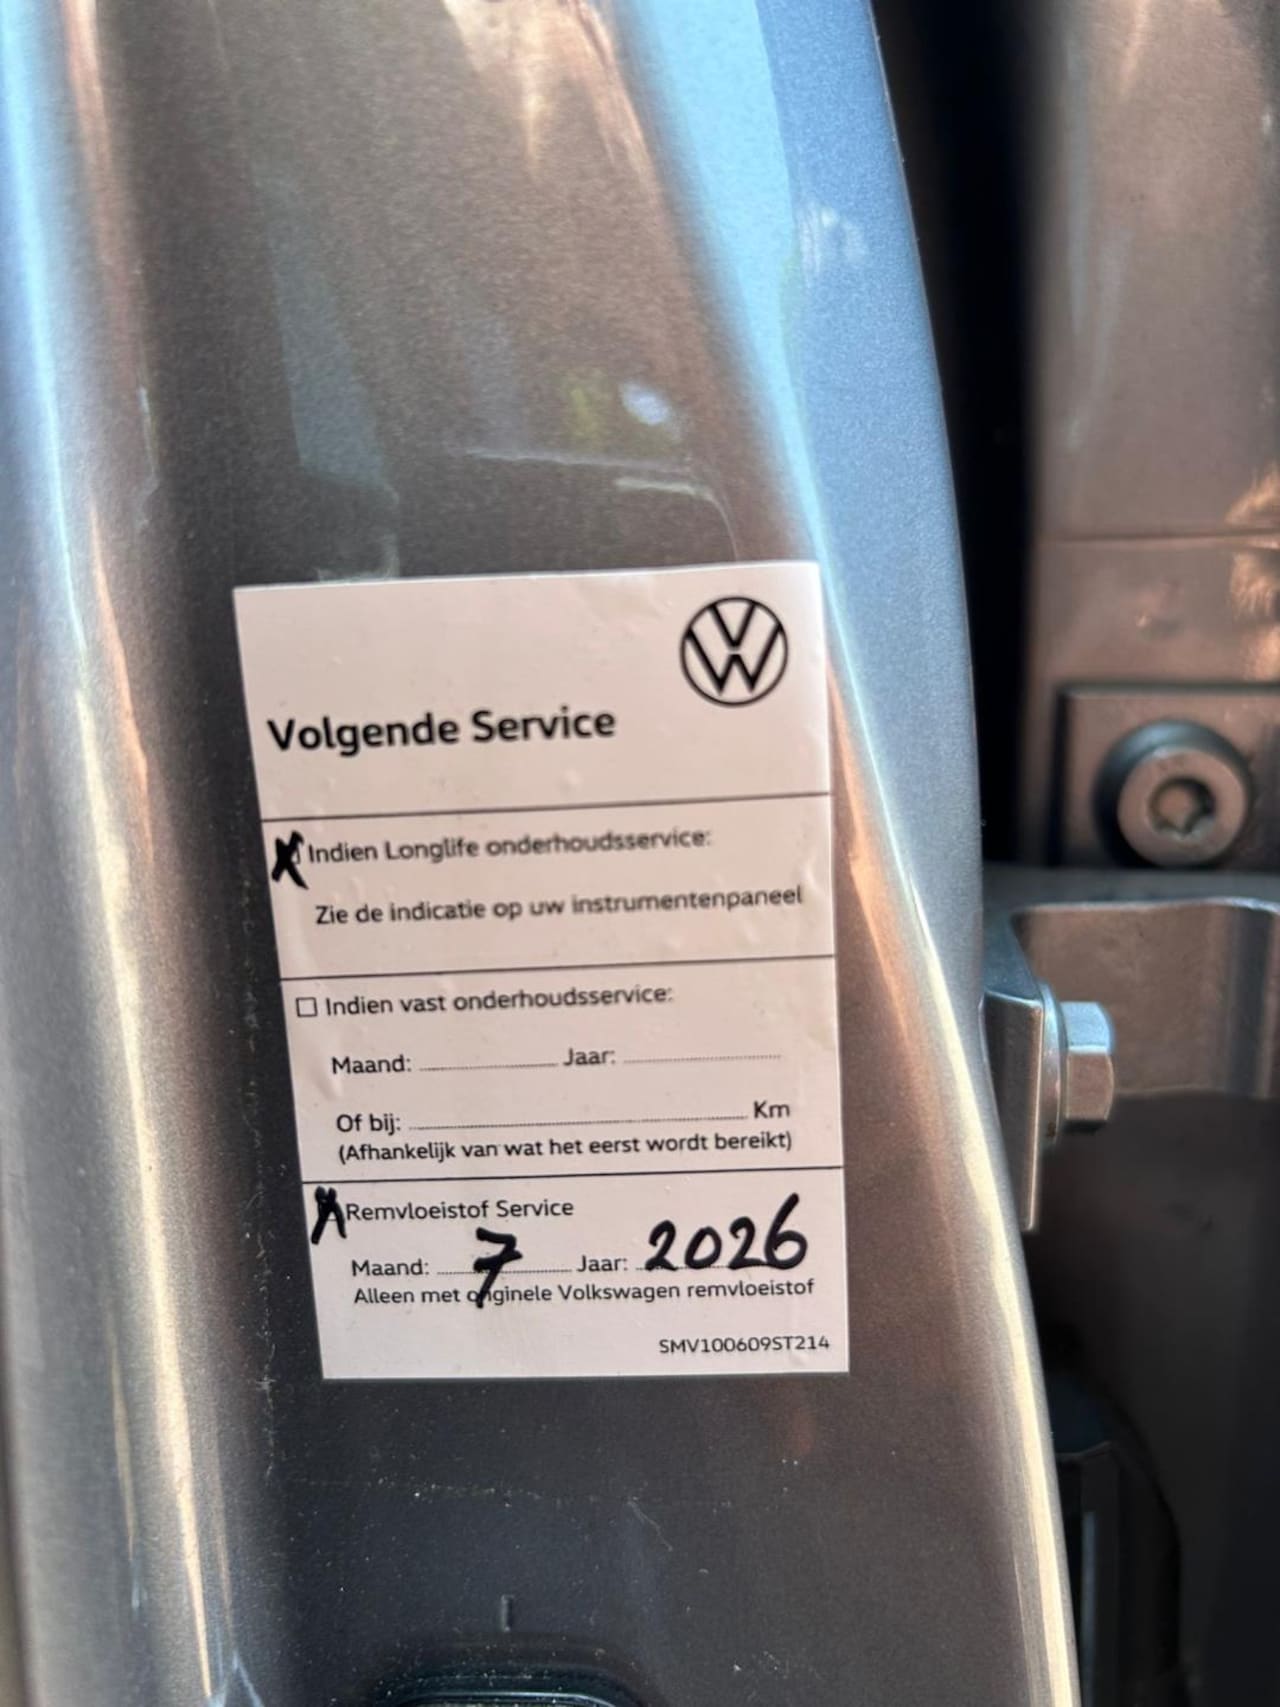 Volgende Service
Indien Longlife onderhoudsservice:
Zie de indicatie op uw instrumentenpaneel
Indien vast onderhoudsservice:
Maand: Jaar:
Of bij: Km
(Afhankelijk van wat het eerst wordt bereikt)
Remvloeistof Service
Maand: 7 Jaar: 2026
Alleen met originele Volkswagen remvloeistof
SMV100609ST214